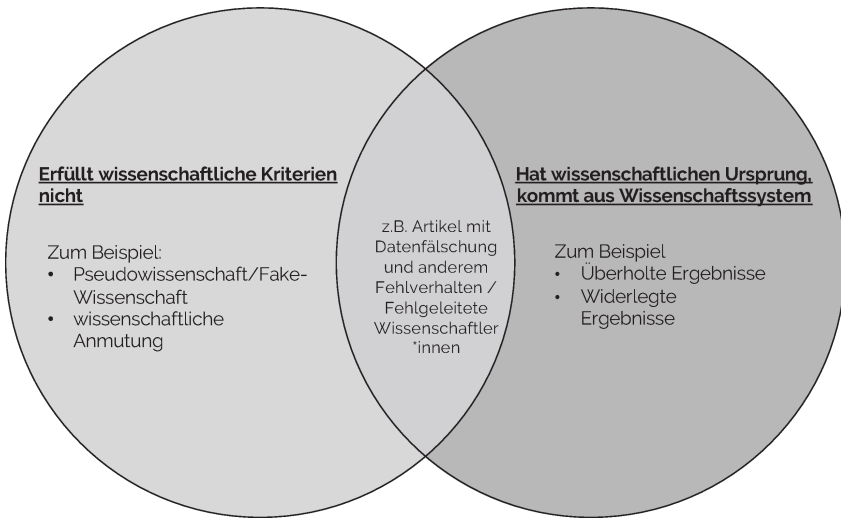 Erfüllt wissenschaftliche Kriterien
nicht
Zum Beispiel:
• Pseudowissenschaft/Fake-
Wissenschaft
• wissenschaftliche
Anmutung
z.B. Artikel mit
Datenfälschung
und anderem
Fehlverhalten /
Fehlgeleitete
Wissenschaftler
*innen
Hat wissenschaftlichen Ursprung,
kommt aus Wissenschaftssystem
Zum Beispiel
• Überholte Ergebnisse
• Widerlegte
Ergebnisse